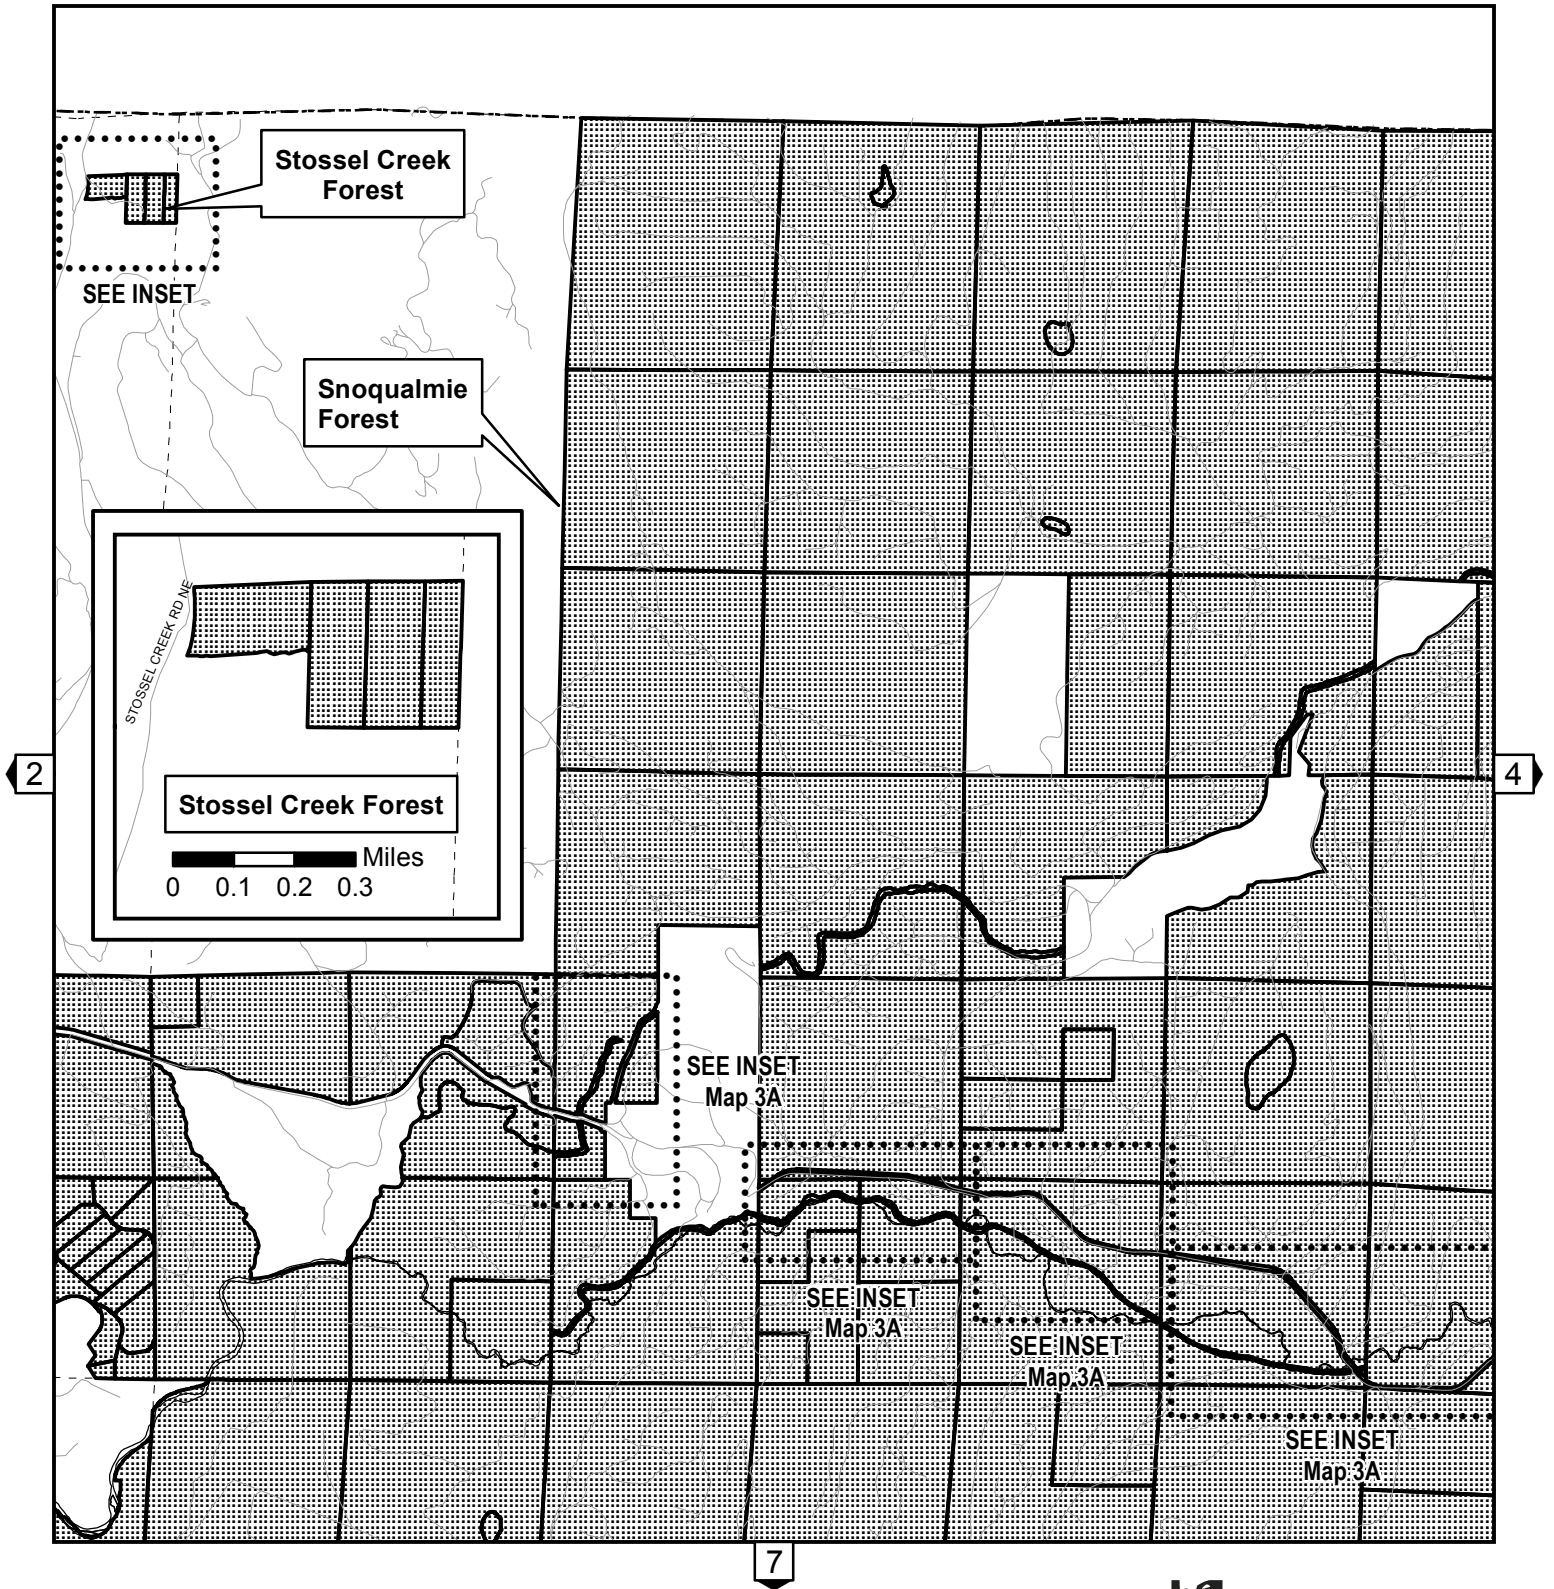 Stossel Creek
Forest
SEE INSET
Snoqualmie
Forest
STOSSEL CREEK RD NE
2
4
Stossel Creek Forest
Miles
0 0.1 0.2 0.3
SEE INSET
Map 3A
SEE INSET
Map 3A
SEE INSET
Map 3A
SEE INSET
Map 3A
7